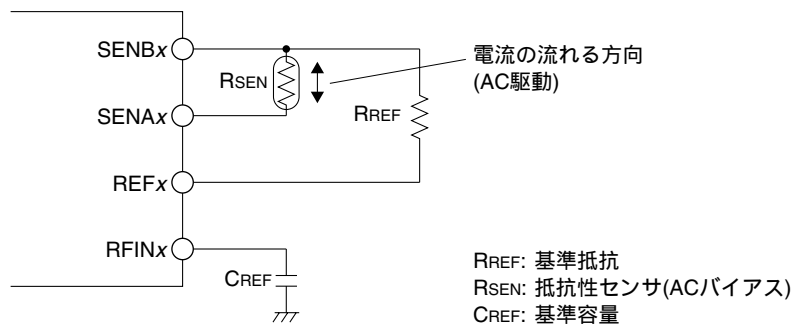 SENBx
SENAx
REFx
RFINx
RSEN
RREF
CREF
電流の流れる方向
(AC駆動)
RREF: 基準抵抗
RSEN: 抵抗性センサ(ACバイアス)
CREF: 基準容量